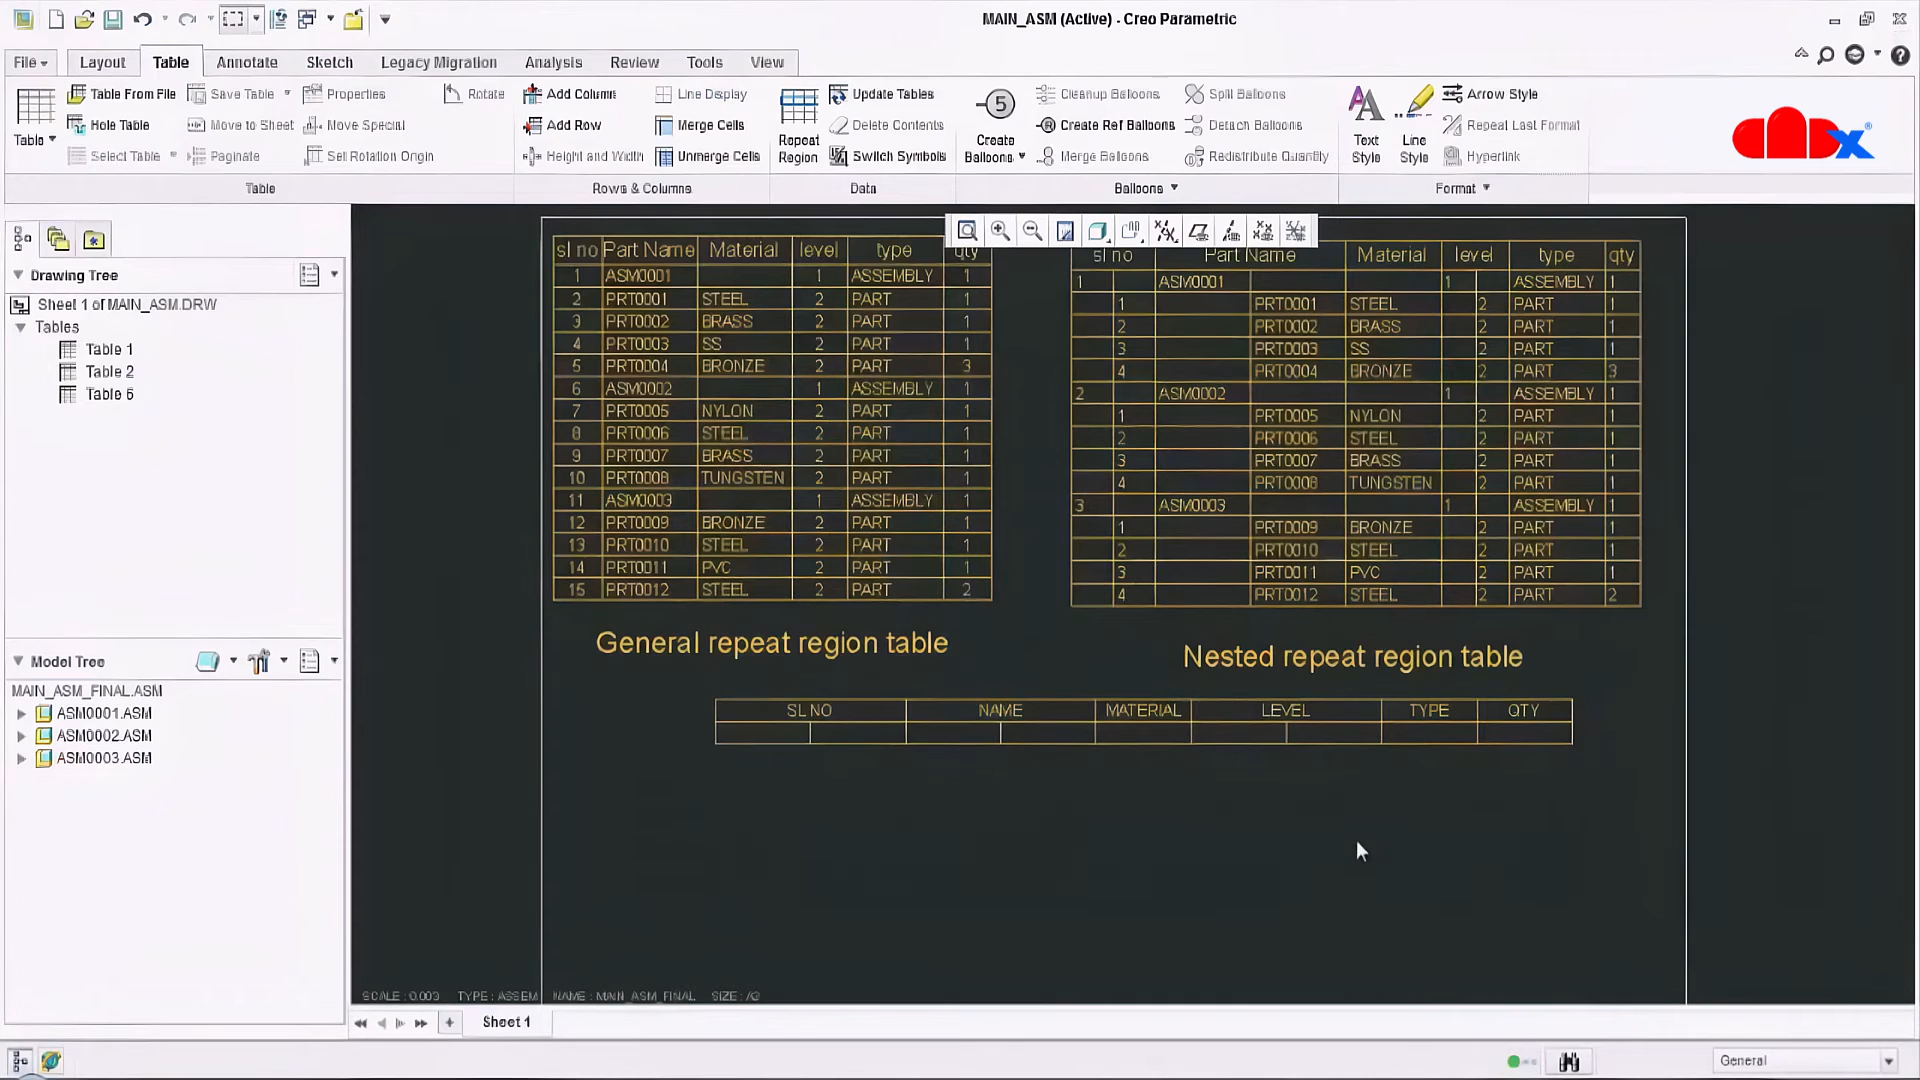 MAIN_ASM (Active) - Creo Parametric
File
Layout
Table
Annotate
Sketch
Legacy Migration
Analysis
Review
Tools
View
Table From File
Save Table
Properties
Rotate
Add Column
Line Display
Update Tables
Cleanup Balloons
Split Balloons
Arrow Style
Hole Table
Move to Sheet
Move Special
Add Row
Merge Cells
Delete Contents
5
Create Ref Balloons
Detach Balloons
Repeat Last Format
Table
Select Table
Paginate
Set Rotation Origin
Height and Width
Unmerge Cells
Repeat Region
Switch Symbols
Create Balloons
Merge Balloons
Redistribute Quantity
Text Style
Line Style
Hyperlink
Table
Rows & Columns
Data
Balloons
Format
Drawing Tree
Sheet 1 of MAIN_ASM.DRW
Tables
Table 1
Table 2
Table 6
Model Tree
MAIN_ASM_FINAL.ASM
ASM0001.ASM
ASM0002.ASM
ASM0003.ASM
sl no Part Name Material level type qty
1 ASM0001 1 ASSEMBLY 1
2 PRT0001 STEEL 2 PART 1
3 PRT0002 BRASS 2 PART 1
4 PRT0003 SS 2 PART 1
5 PRT0004 BRONZE 2 PART 3
6 ASM0002 1 ASSEMBLY 1
7 PRT0005 NYLON 2 PART 1
8 PRT0006 STEEL 2 PART 1
9 PRT0007 BRASS 2 PART 1
10 PRT0008 TUNGSTEN 2 PART 1
11 ASM0003 1 ASSEMBLY 1
12 PRT0009 BRONZE 2 PART 1
13 PRT0010 STEEL 2 PART 1
14 PRT0011 PVC 2 PART 1
15 PRT0012 STEEL 2 PART 2
General repeat region table
sl no Part Name Material level type qty
1 ASM0001 1 ASSEMBLY 1
1 PRT0001 STEEL 2 PART 1
2 PRT0002 BRASS 2 PART 1
3 PRT0003 SS 2 PART 1
4 PRT0004 BRONZE 2 PART 3
2 ASM0002 1 ASSEMBLY 1
1 PRT0005 NYLON 2 PART 1
2 PRT0006 STEEL 2 PART 1
3 PRT0007 BRASS 2 PART 1
4 PRT0008 TUNGSTEN 2 PART 1
3 ASM0003 1 ASSEMBLY 1
1 PRT0009 BRONZE 2 PART 1
2 PRT0010 STEEL 2 PART 1
3 PRT0011 PVC 2 PART 1
4 PRT0012 STEEL 2 PART 2
Nested repeat region table
SL NO NAME MATERIAL LEVEL TYPE QTY
SCALE : 0.003 TYPE : ASSEM NAME : MAIN_ASM_FINAL SIZE :
Sheet 1
General